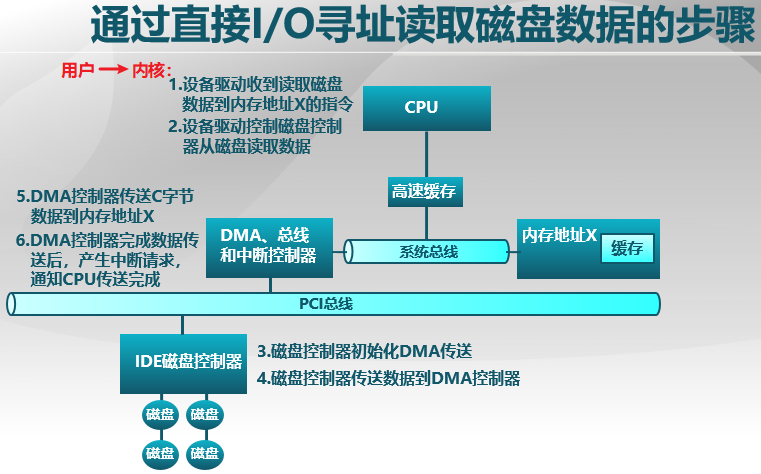 通过直接I/O寻址读取磁盘数据的步骤
用户 → 内核：
1.设备驱动收到读取磁盘
数据到内存地址X的指令
2.设备驱动控制磁盘控制
器从磁盘读取数据
CPU
高速缓存
5.DMA控制器传送C字节
数据到内存地址X
6.DMA控制器完成数据传
送后，产生中断请求，
通知CPU传送完成
DMA、总线
和中断控制器
系统总线
内存地址X
缓存
PCI总线
IDE磁盘控制器
3.磁盘控制器初始化DMA传送
4.磁盘控制器传送数据到DMA控制器
磁盘 磁盘
磁盘 磁盘